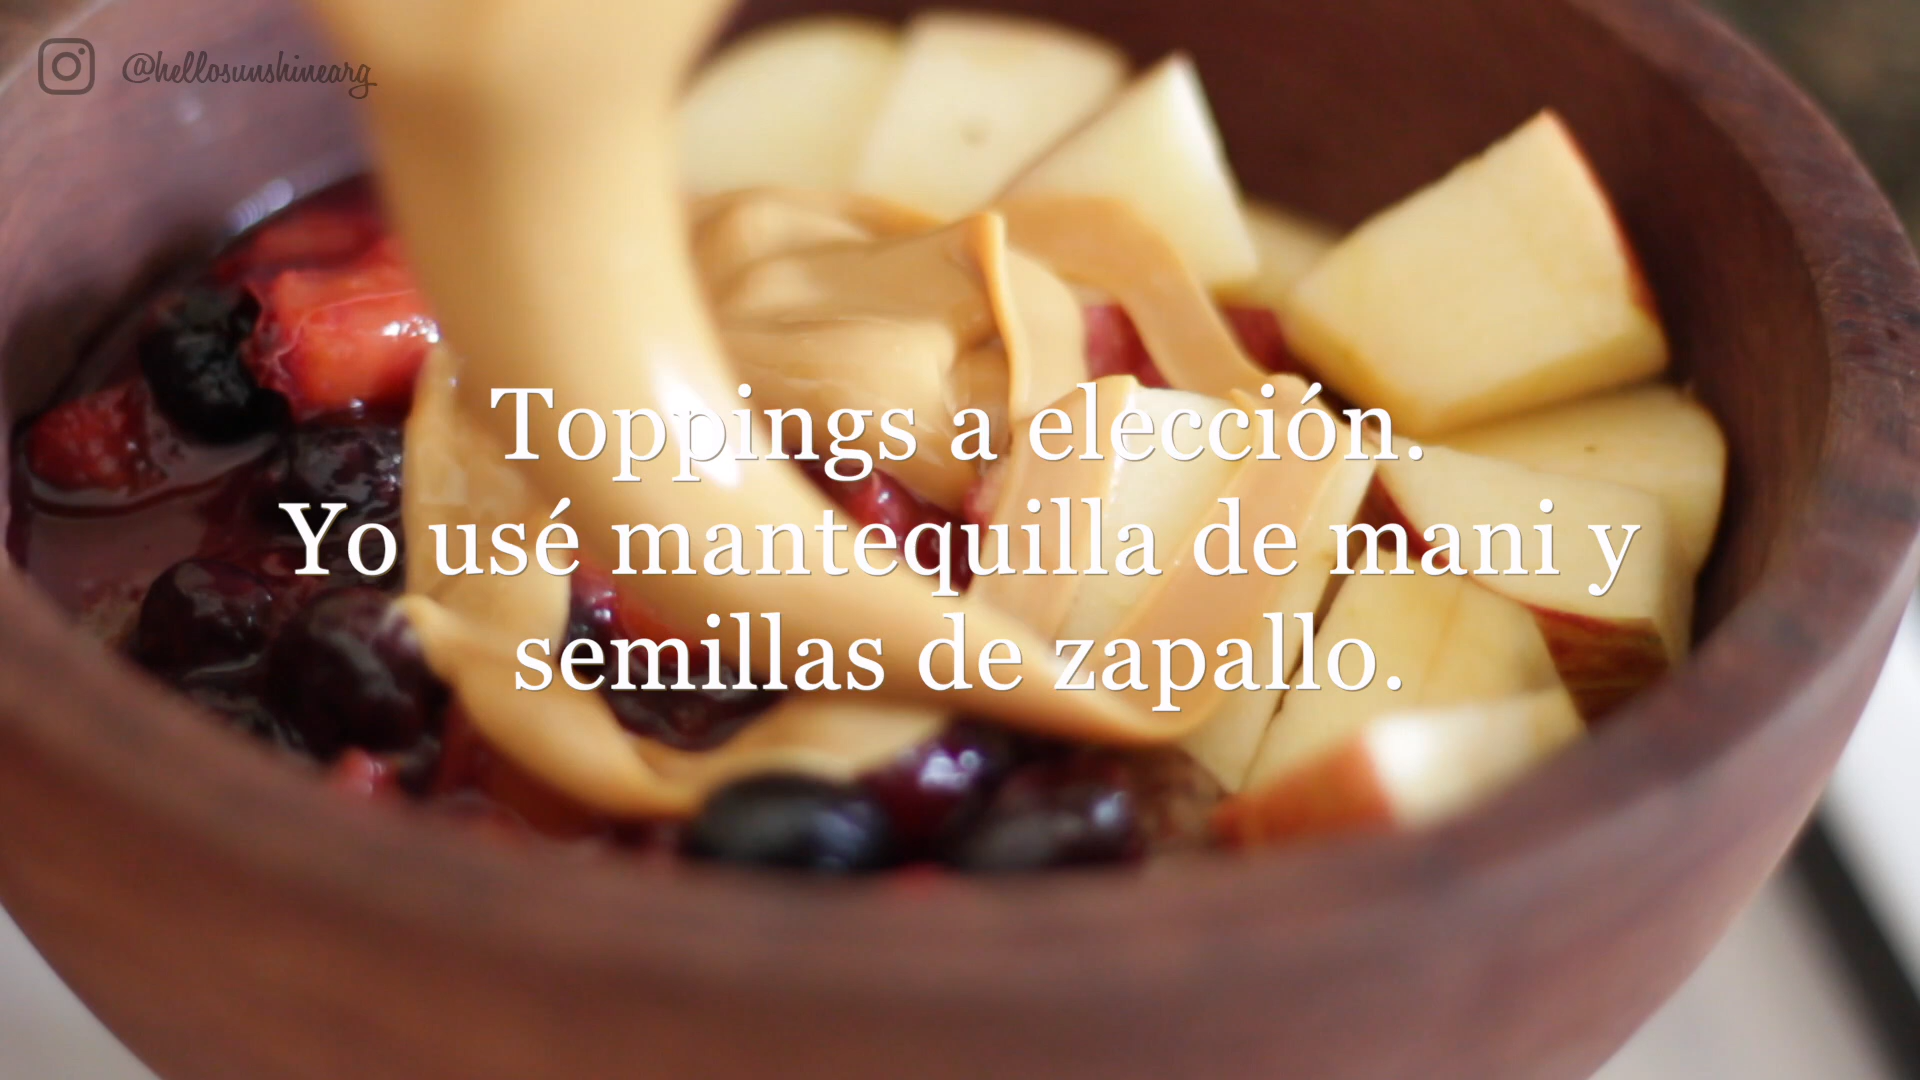 @hellosunshinearg
Toppings a elección.
Yo usé mantequilla de mani y
semillas de zapallo.